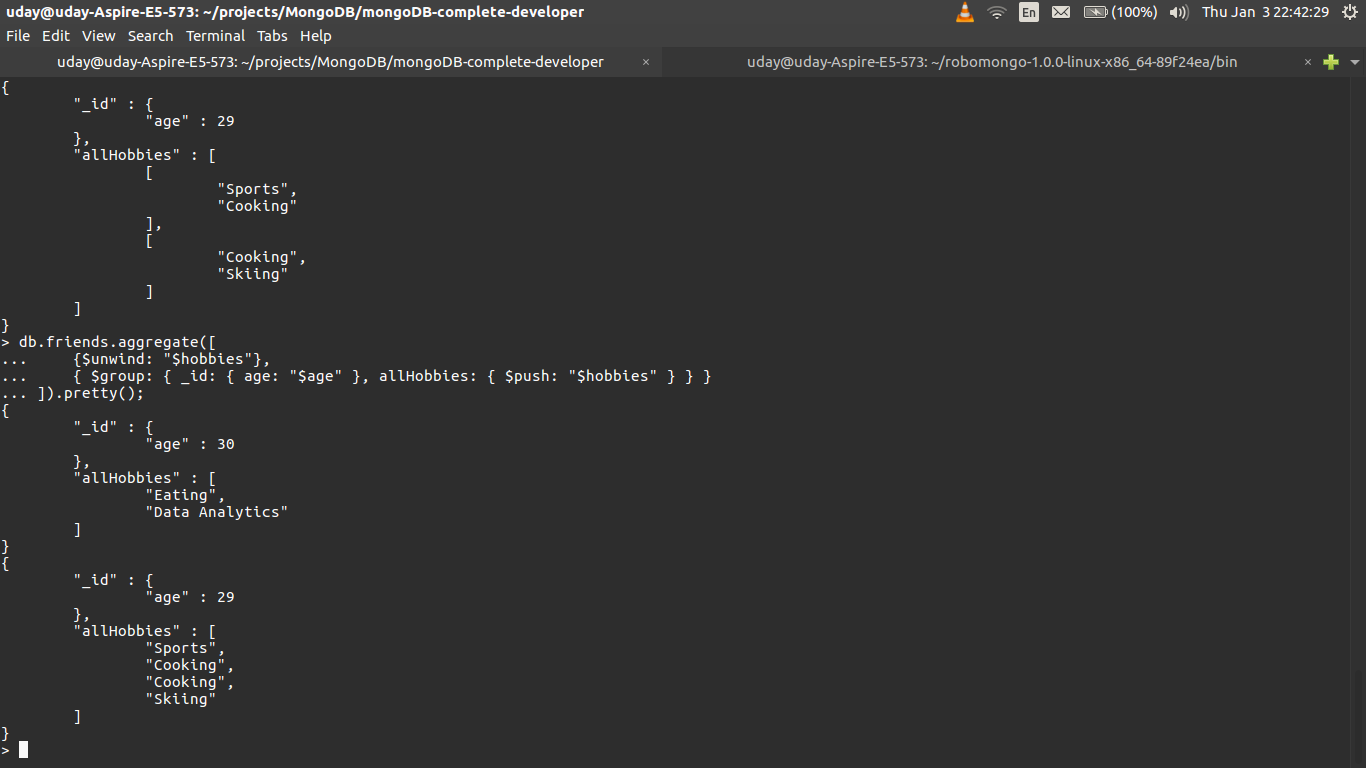 uday@uday-Aspire-E5-573: ~/projects/MongoDB/mongoDB-complete-developer
En
(100%)
Thu Jan 3 22:42:29
File Edit View Search Terminal Tabs Help
uday@uday-Aspire-E5-573: ~/projects/MongoDB/mongoDB-complete-developer ×
uday@uday-Aspire-E5-573: ~/robomongo-1.0.0-linux-x86_64-89f24ea/bin ×
{
        "_id" : {
                "age" : 29
        },
        "allHobbies" : [
                [
                        "Sports",
                        "Cooking"
                ],
                [
                        "Cooking",
                        "Skiing"
                ]
        ]
}
> db.friends.aggregate([
...     {$unwind: "$hobbies"},
...     { $group: { _id: { age: "$age" }, allHobbies: { $push: "$hobbies" } } }
... ]).pretty();
{
        "_id" : {
                "age" : 30
        },
        "allHobbies" : [
                "Eating",
                "Data Analytics"
        ]
}
{
        "_id" : {
                "age" : 29
        },
        "allHobbies" : [
                "Sports",
                "Cooking",
                "Cooking",
                "Skiing"
        ]
}
>